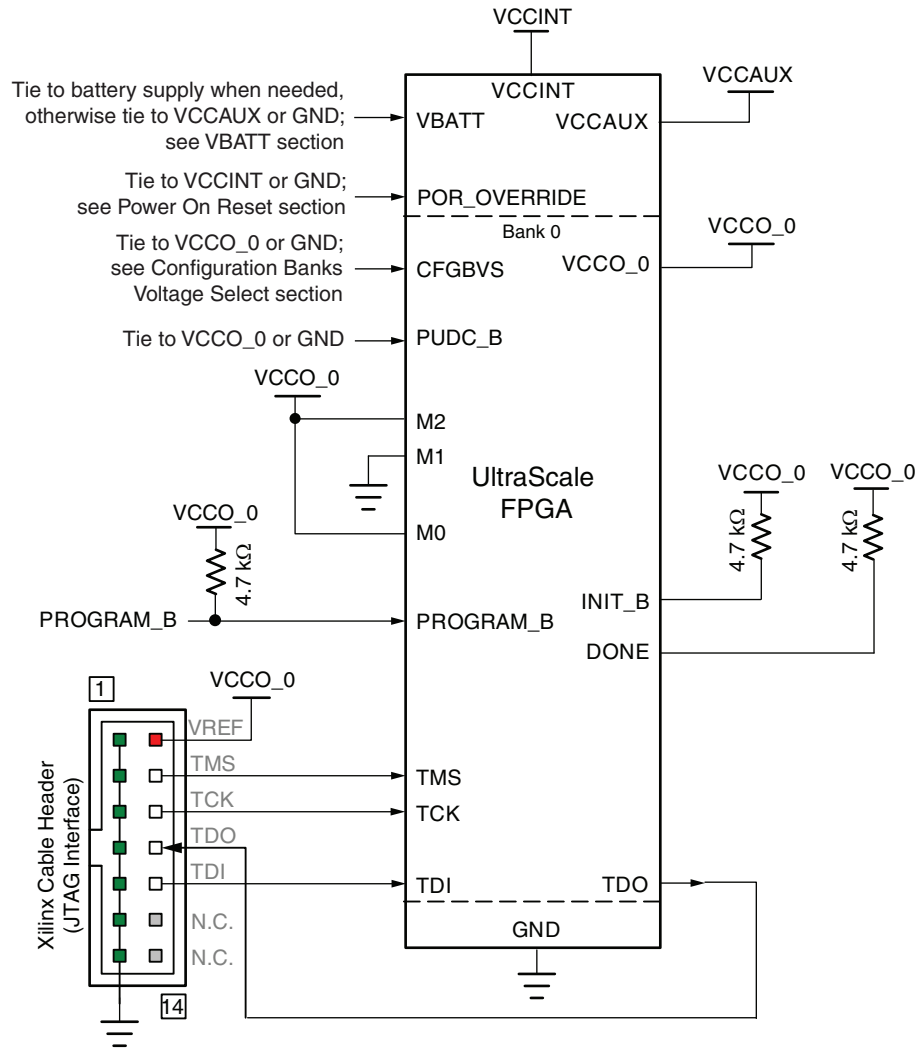 VCCINT
VCCINT
VCCAUX
VCCAUX
Tie to battery supply when needed,
otherwise tie to VCCAUX or GND;
see VBATT section
VBATT
Tie to VCCINT or GND;
see Power On Reset section
POR_OVERRIDE
Bank 0
VCCO_0
VCCO_0
Tie to VCCO_0 or GND;
see Configuration Banks
Voltage Select section
CFGBVS
Tie to VCCO_0 or GND
PUDC_B
VCCO_0
M2
M1
M0
UltraScale
FPGA
VCCO_0
4.7 kΩ
VCCO_0
4.7 kΩ
VCCO_0
4.7 kΩ
INIT_B
PROGRAM_B
PROGRAM_B
DONE
1
VCCO_0
VREF
TMS
TMS
TCK
TCK
TDO
TDI
TDI
TDO
N.C.
N.C.
GND
14
Xilinx Cable Header
(JTAG Interface)